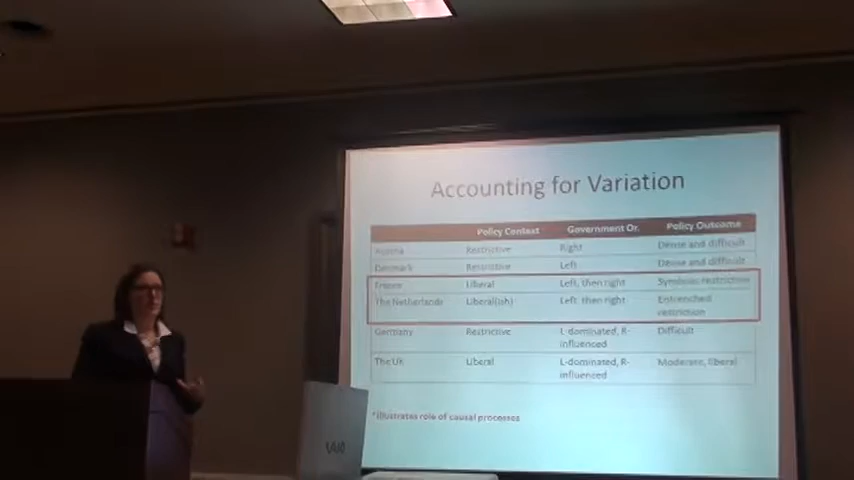 Accounting for Variation
Policy Context Government Or. Policy Outcome
Austria Restrictive Right Dense and difficult
Denmark Restrictive Left Dense and difficult
France Liberal Left, then right Symbolic restrictive
The Netherlands Liberal(ish) Left then right Entrenched
restriction
Germany Restrictive L-dominated, R- Difficult
influenced
The UK Liberal L-dominated, R- Moderate, liberal
influenced
*Illustrates role of causal processes